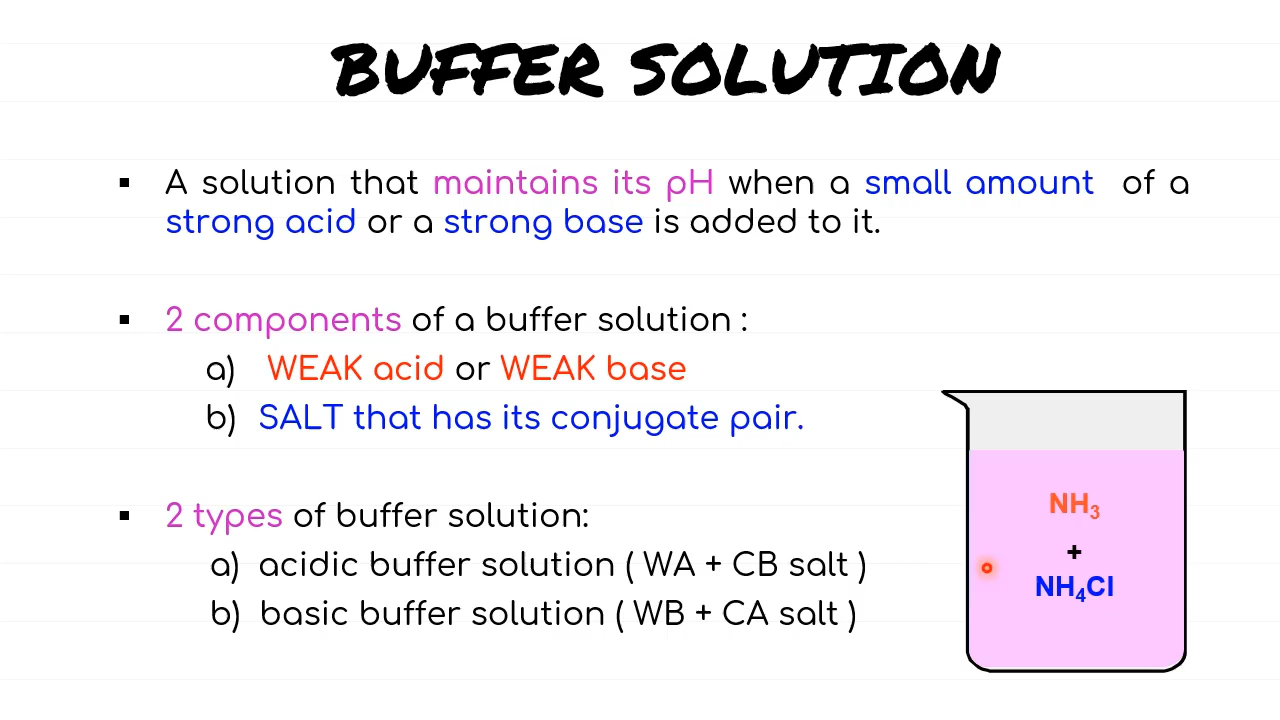 BUFFER SOLUTION
▪ A solution that maintains its pH when a small amount of a
strong acid or a strong base is added to it.
▪ 2 components of a buffer solution :
a) WEAK acid or WEAK base
b) SALT that has its conjugate pair.
▪ 2 types of buffer solution:
a) acidic buffer solution ( WA + CB salt )
b) basic buffer solution ( WB + CA salt )
NH₃
+
NH₄Cl